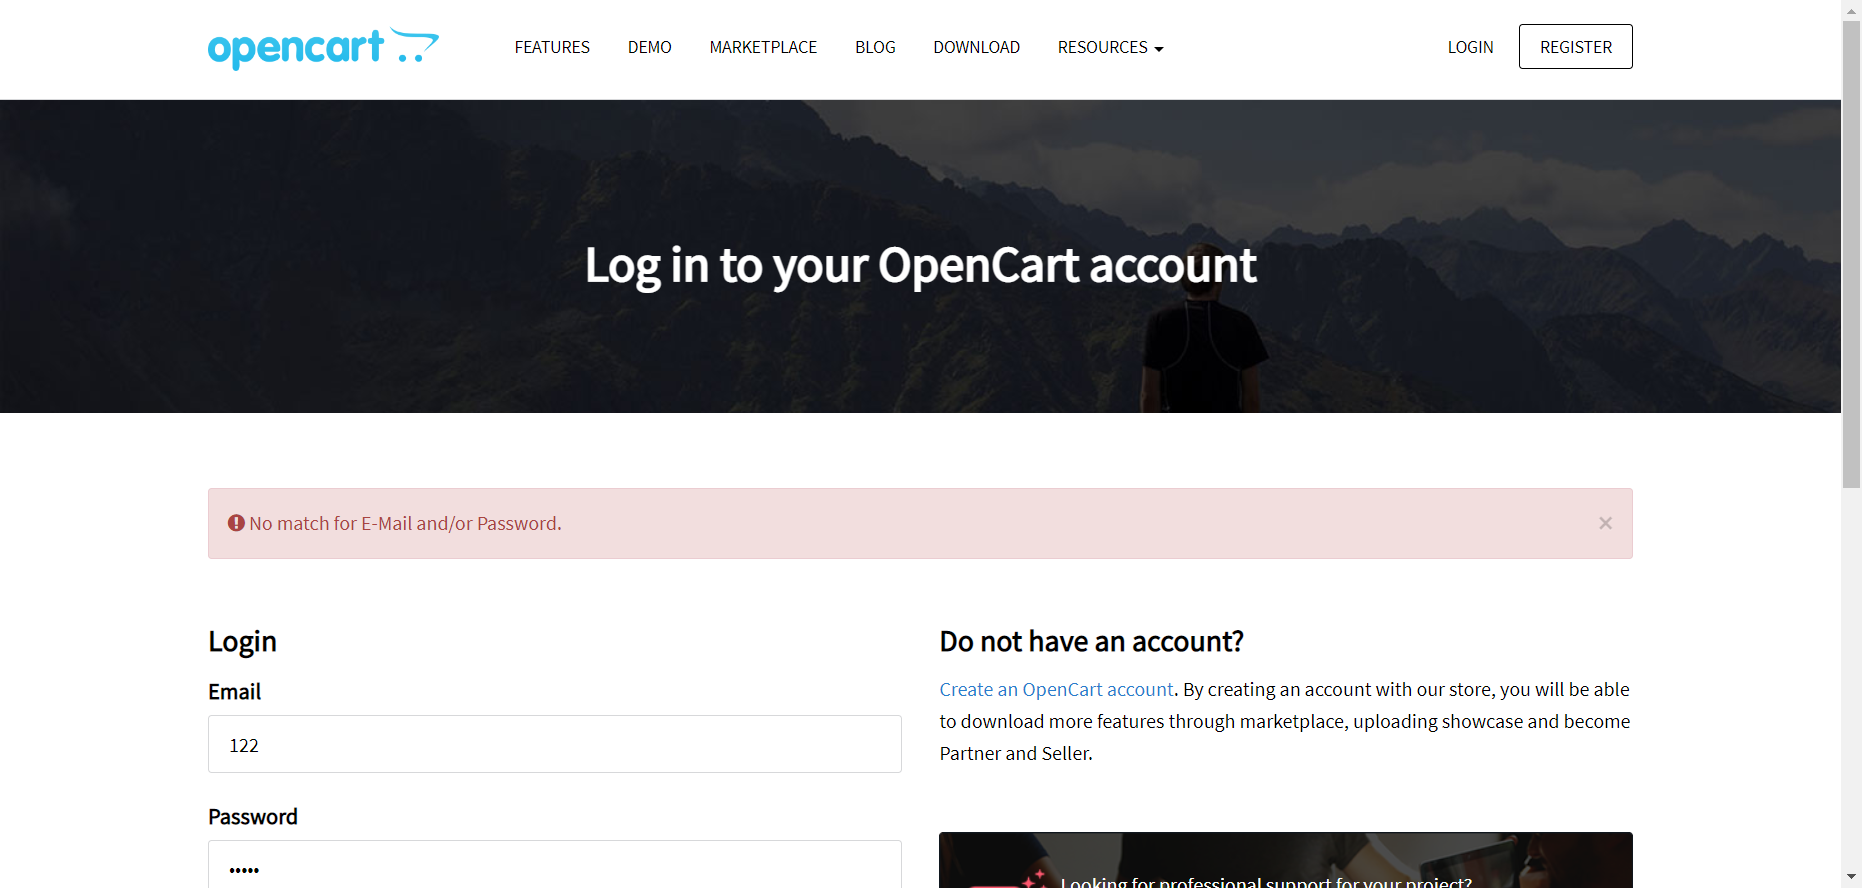 opencart
FEATURES DEMO MARKETPLACE BLOG DOWNLOAD RESOURCES LOGIN REGISTER
Log in to your OpenCart account
No match for E-Mail and/or Password. ×
Login
Email
122
Password
•••••
Do not have an account?
Create an OpenCart account. By creating an account with our store, you will be able
to download more features through marketplace, uploading showcase and become
Partner and Seller.
Looking for professional support for your project?